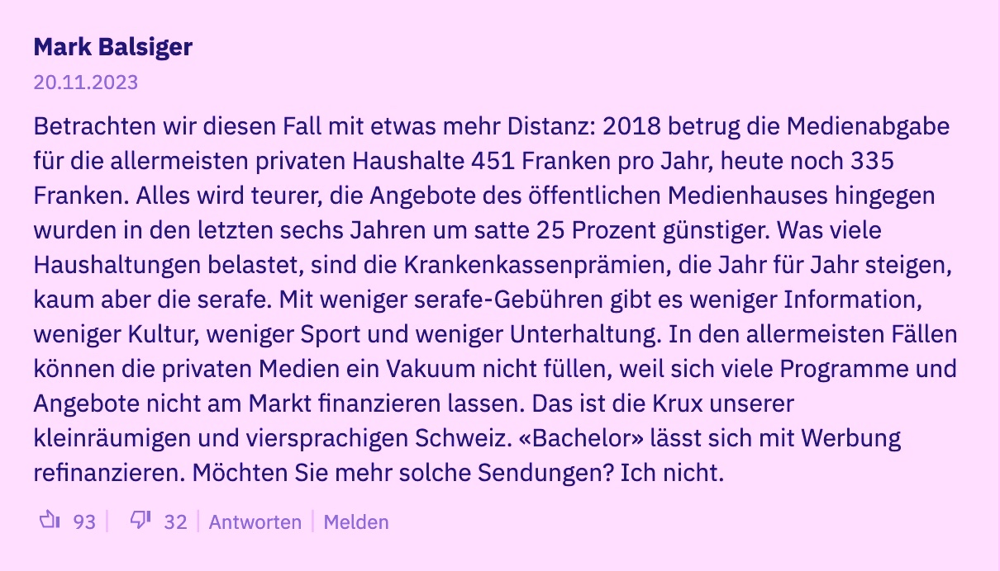 Mark Balsiger
20.11.2023
Betrachten wir diesen Fall mit etwas mehr Distanz: 2018 betrug die Medienabgabe
für die allermeisten privaten Haushalte 451 Franken pro Jahr, heute noch 335
Franken. Alles wird teurer, die Angebote des öffentlichen Medienhauses hingegen
wurden in den letzten sechs Jahren um satte 25 Prozent günstiger. Was viele
Haushaltungen belastet, sind die Krankenkassenprämien, die Jahr für Jahr steigen,
kaum aber die serafe. Mit weniger serafe-Gebühren gibt es weniger Information,
weniger Kultur, weniger Sport und weniger Unterhaltung. In den allermeisten Fällen
können die privaten Medien ein Vakuum nicht füllen, weil sich viele Programme und
Angebote nicht am Markt finanzieren lassen. Das ist die Krux unserer
kleinräumigen und viersprachigen Schweiz. «Bachelor» lässt sich mit Werbung
refinanzieren. Möchten Sie mehr solche Sendungen? Ich nicht.
93 | 32 | Antworten | Melden